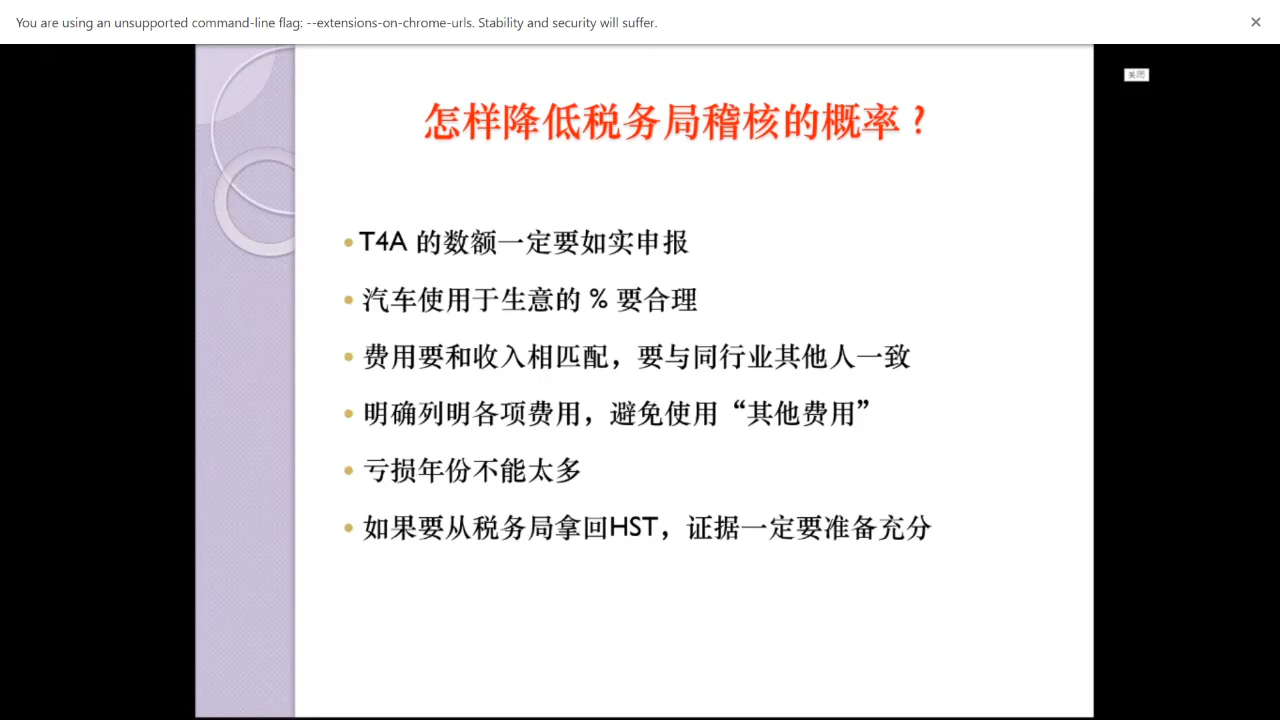 You are using an unsupported command-line flag: --extensions-on-chrome-urls. Stability and security will suffer.
关闭
怎样降低税务局稽核的概率？
T4A 的数额一定要如实申报
汽车使用于生意的 % 要合理
费用要和收入相匹配，要与同行业其他人一致
明确列明各项费用，避免使用“其他费用”
亏损年份不能太多
如果要从税务局拿回HST，证据一定要准备充分